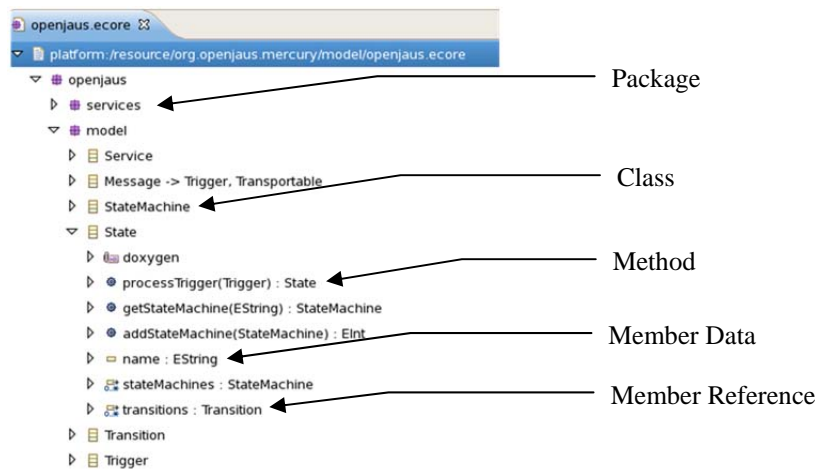 openjaus.ecore
platform:/resource/org.openjaus.mercury/model/openjaus.ecore
openjaus
services
model
Service
Message -> Trigger, Transportable
StateMachine
State
doxygen
processTrigger(Trigger) : State
getStateMachine(EString) : StateMachine
addStateMachine(StateMachine) : EInt
name : EString
stateMachines : StateMachine
transitions : Transition
Transition
Trigger
Package
Class
Method
Member Data
Member Reference